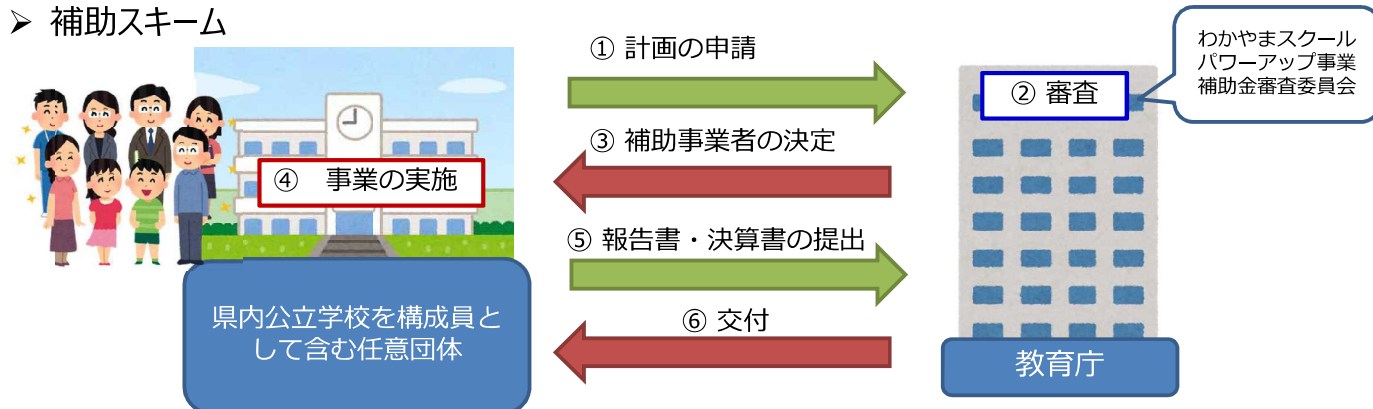 ➢ 補助スキーム
① 計画の申請
わかやまスクール
パワーアップ事業
補助金審査委員会
② 審査
③ 補助事業者の決定
④ 事業の実施
⑤ 報告書・決算書の提出
県内公立学校を構成員と
して含む任意団体
⑥ 交付
教育庁